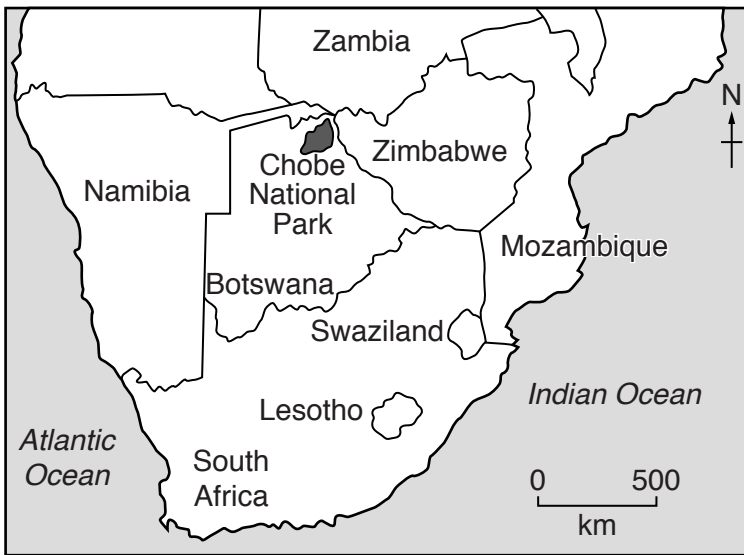 Zambia
N
Zimbabwe
Chobe
National
Park
Namibia
Mozambique
Botswana
Swaziland
Lesotho
Indian Ocean
Atlantic
Ocean
South
Africa
0 500
km